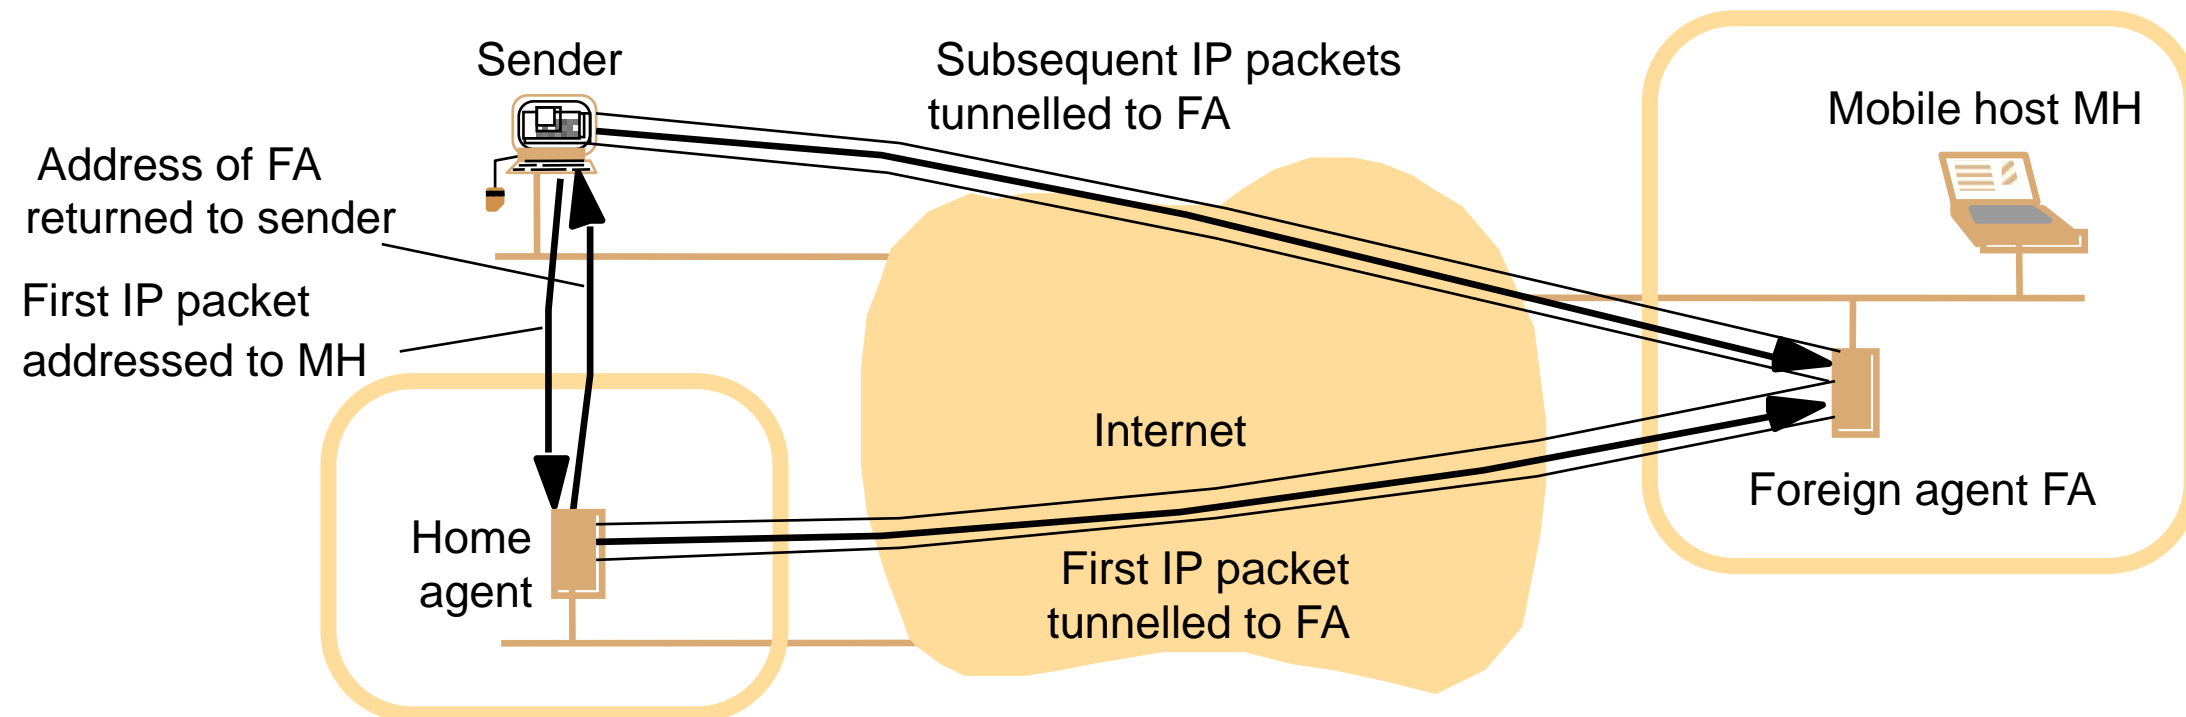 Sender
Subsequent IP packets
tunnelled to FA
Mobile host MH
Address of FA
returned to sender
First IP packet
addressed to MH
Internet
Foreign agent FA
Home
agent
First IP packet
tunnelled to FA